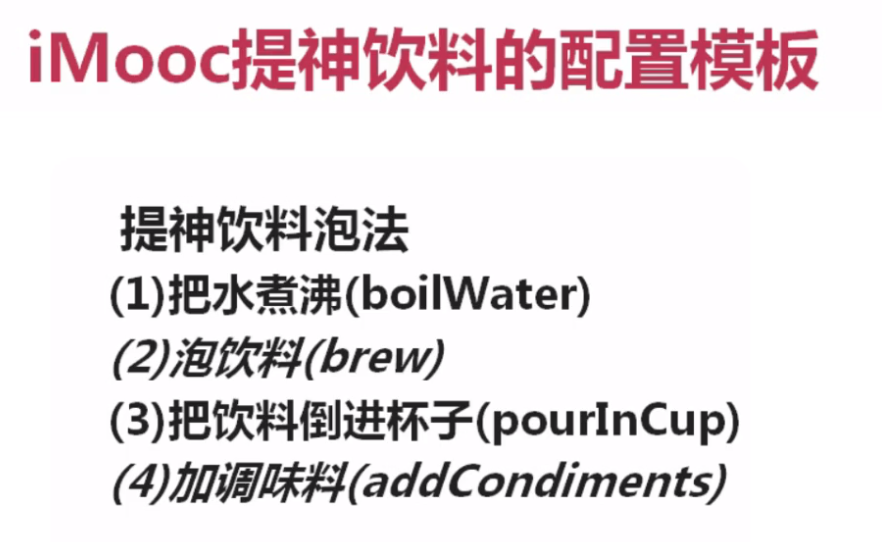 iMooc提神饮料的配置模板
提神饮料泡法
(1)把水煮沸(boilWater)
(2)泡饮料(brew)
(3)把饮料倒进杯子(pourInCup)
(4)加调味料(addCondiments)